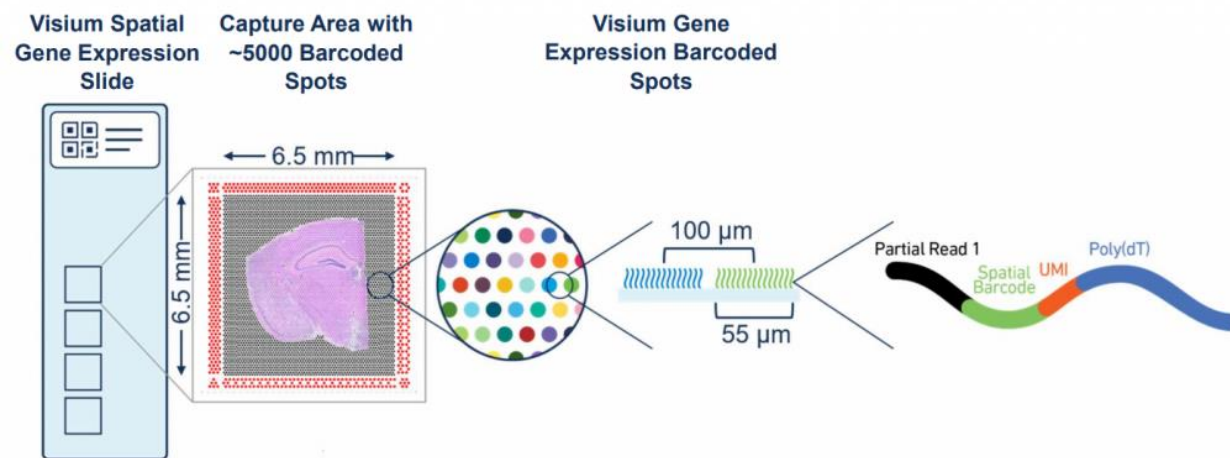 Visium Spatial
Gene Expression
Slide
Capture Area with
~5000 Barcoded
Spots
Visium Gene
Expression Barcoded
Spots
6.5 mm
6.5 mm
100 µm
55 µm
Partial Read 1
Spatial
Barcode
UMI
Poly(dT)